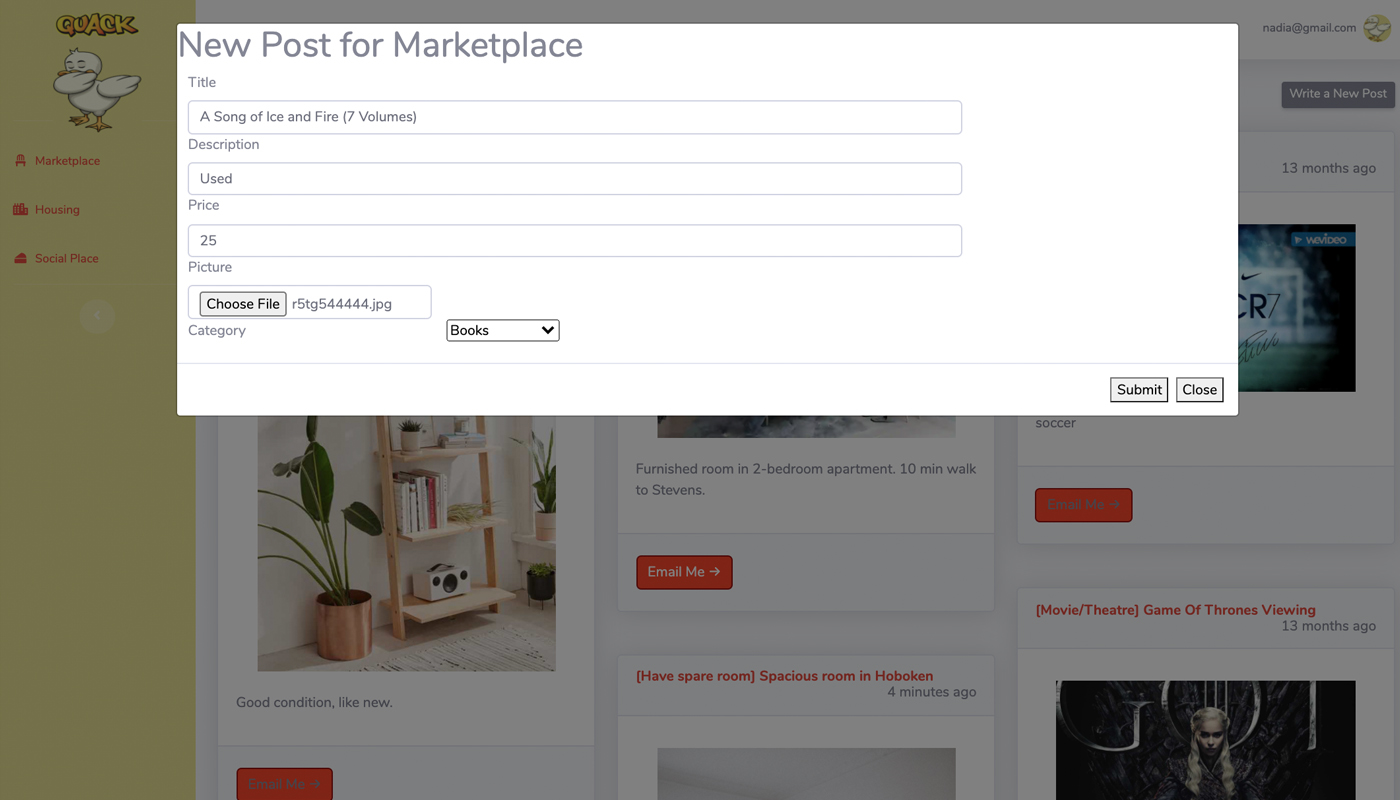 QUACK
nadia@gmail.com
New Post for Marketplace
Write a New Post
Title
A Song of Ice and Fire (7 Volumes)
Description
Used
Price
25
Picture
Choose File r5tg544444.jpg
Category Books
Submit Close
Marketplace
Housing
Social Place
13 months ago
wevideo
CR7
soccer
Email Me →
Furnished room in 2-bedroom apartment. 10 min walk
to Stevens.
Email Me →
[Have spare room] Spacious room in Hoboken
4 minutes ago
[Movie/Theatre] Game Of Thrones Viewing
13 months ago
GOT
Good condition, like new.
Email Me →